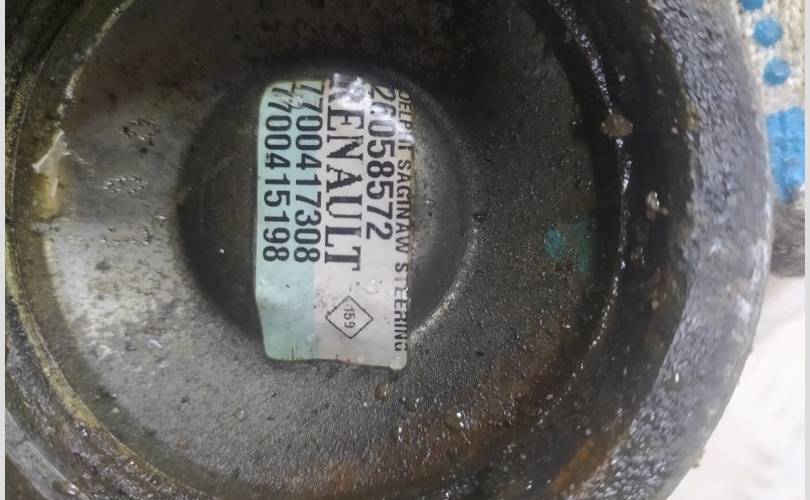 DELPHI SAGINAW STEERING
26058572
RENAULT
7700417308
7700415198
159